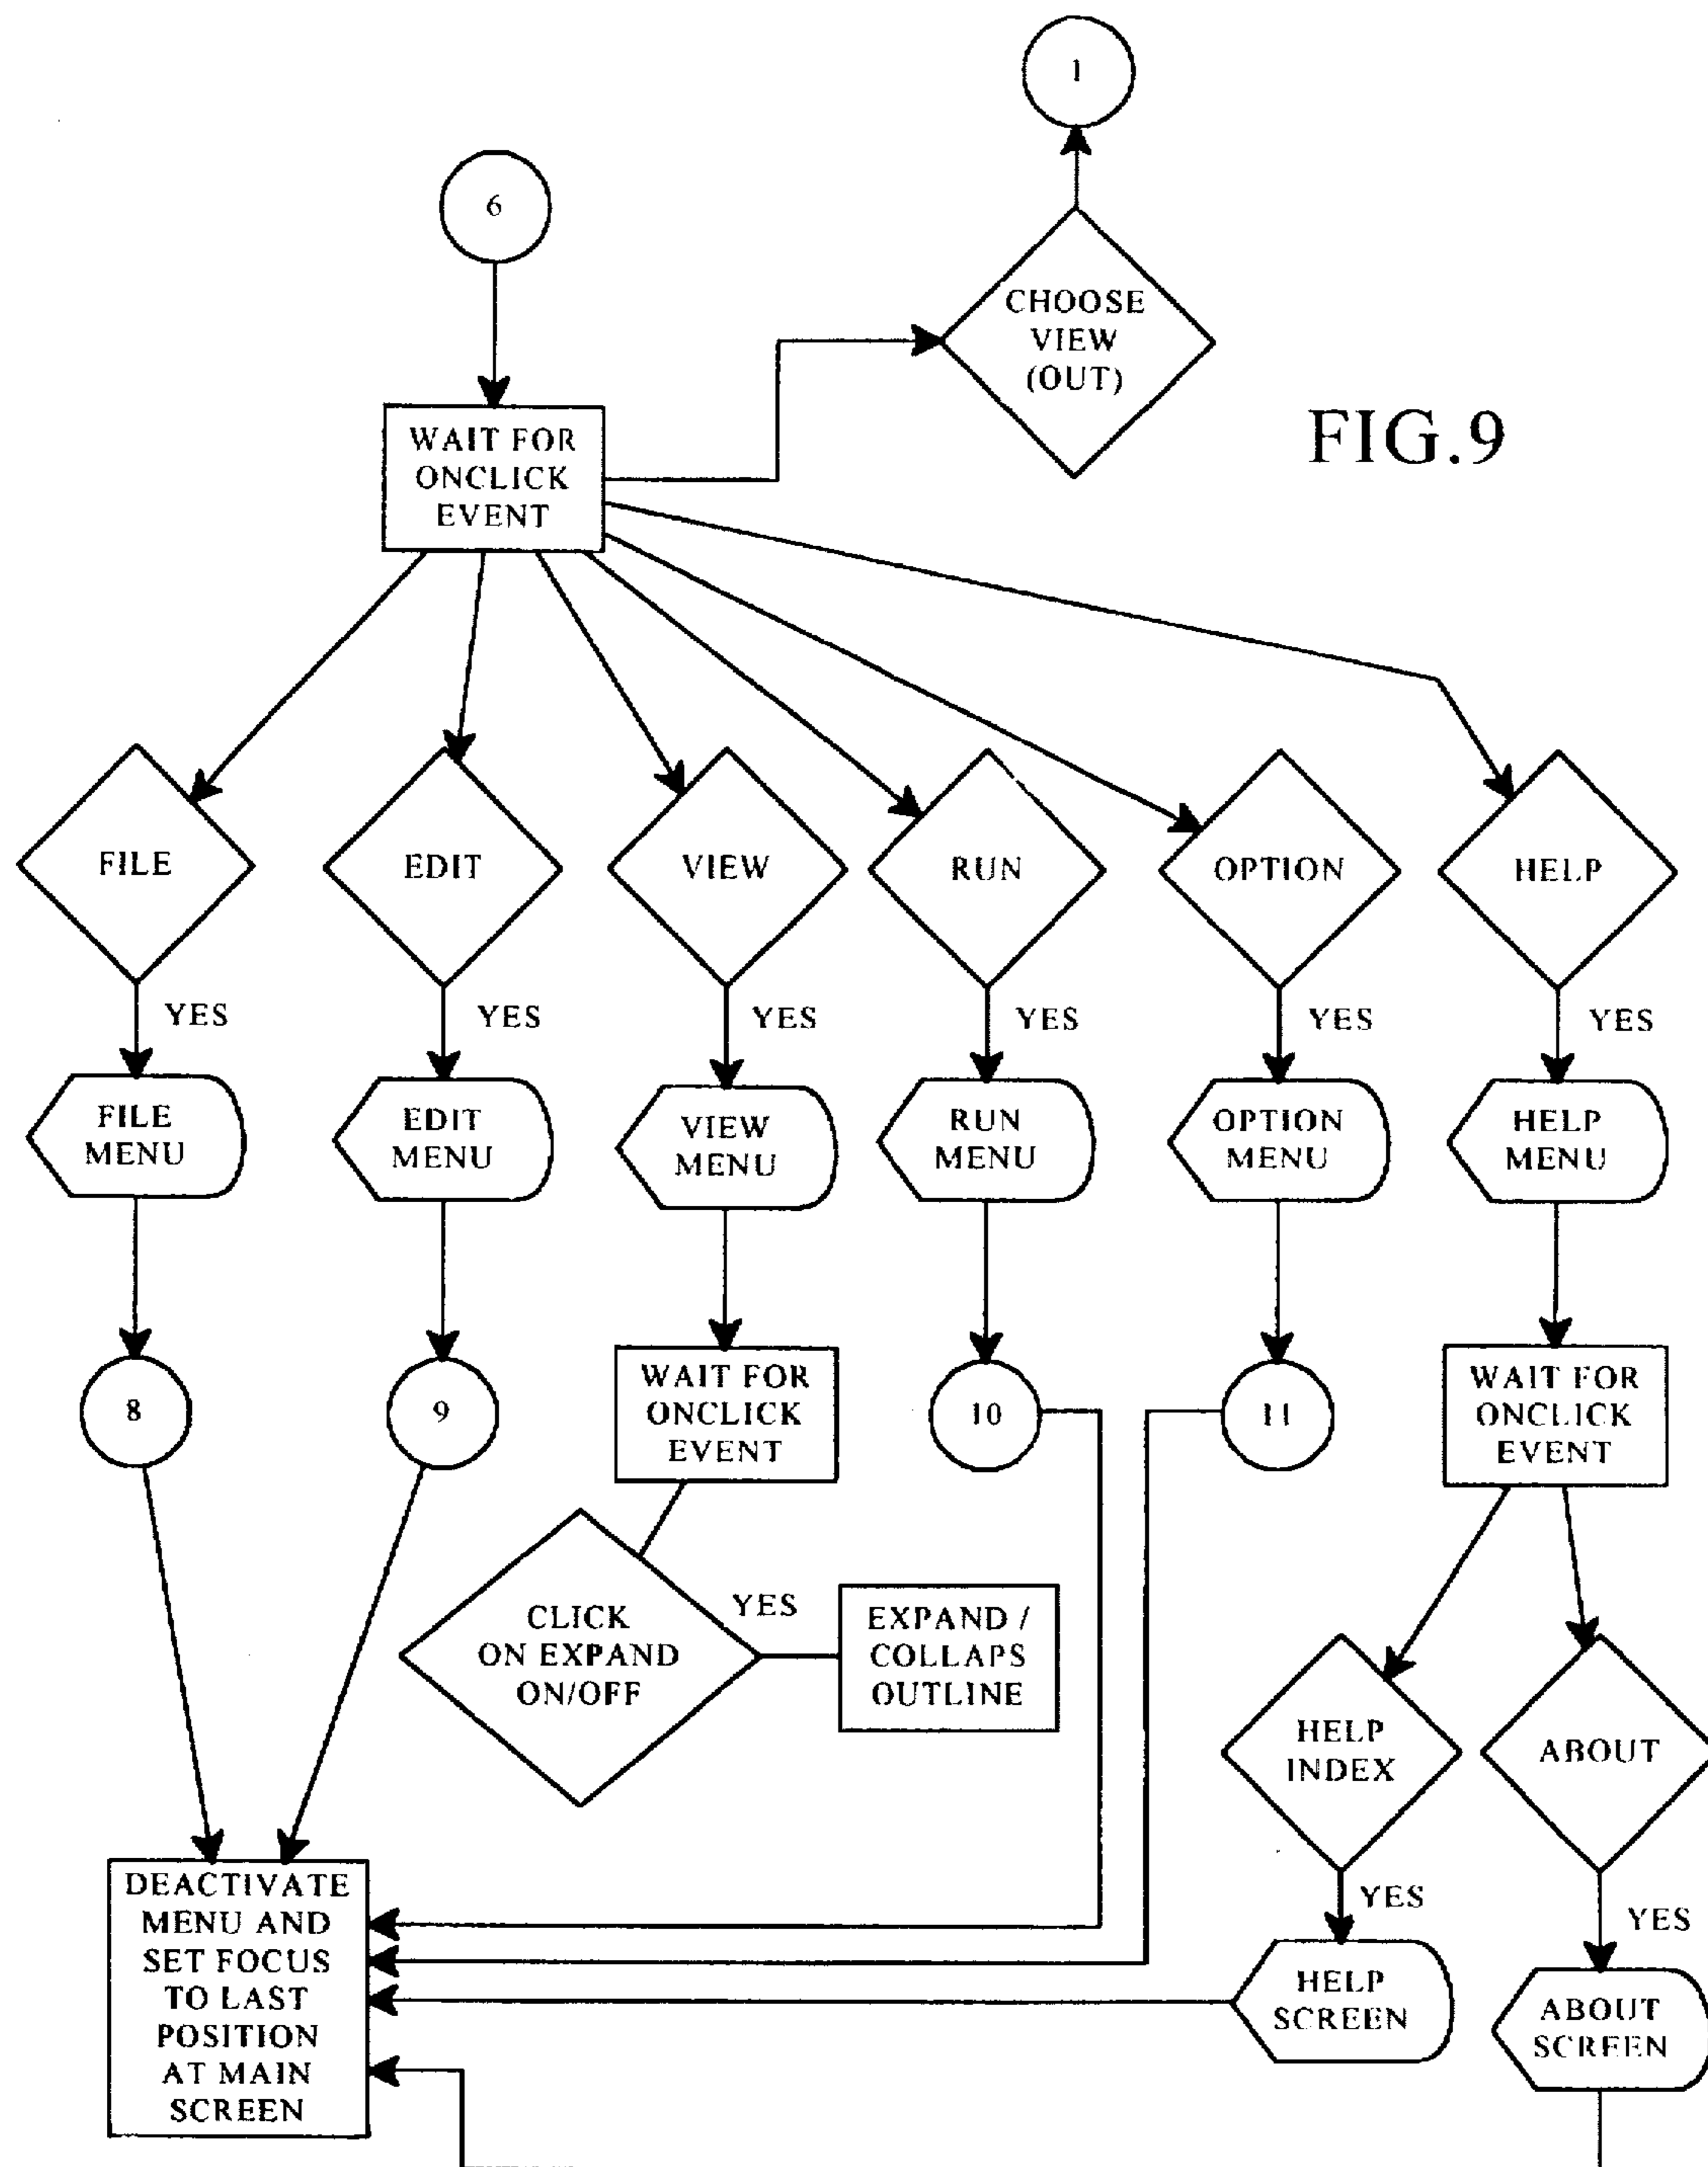 1
6
CHOOSE
VIEW
(OUT)
FIG.9
WAIT FOR
ONCLICK
EVENT
FILE
EDIT
VIEW
RUN
OPTION
HELP
YES
YES
YES
YES
YES
YES
FILE
MENU
EDIT
MENU
VIEW
MENU
RUN
MENU
OPTION
MENU
HELP
MENU
8
9
WAIT FOR
ONCLICK
EVENT
10
11
WAIT FOR
ONCLICK
EVENT
CLICK
ON EXPAND
ON/OFF
YES
EXPAND /
COLLAPS
OUTLINE
HELP
INDEX
ABOUT
YES
YES
DEACTIVATE
MENU AND
SET FOCUS
TO LAST
POSITION
AT MAIN
SCREEN
HELP
SCREEN
ABOUT
SCREEN